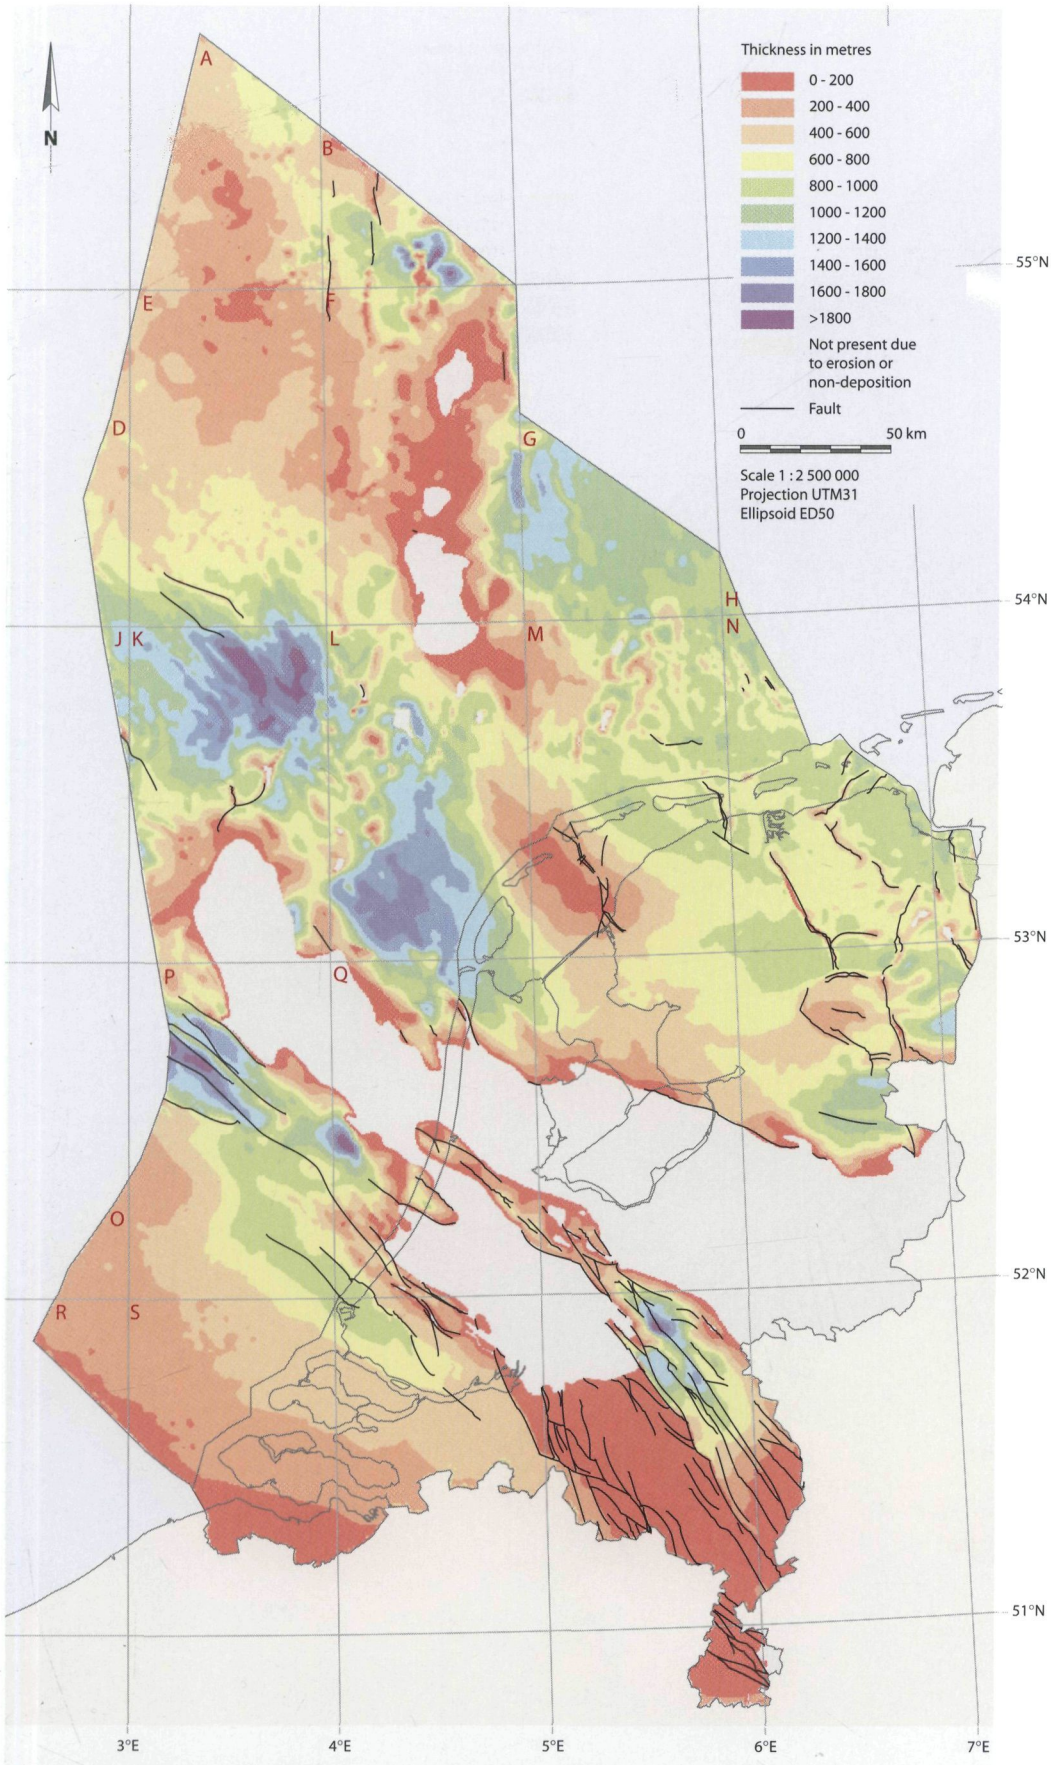 A
B
E
F
D
G
H
J K
L
M
N
P
Q
O
R
S
N
Thickness in metres
0 - 200
200 - 400
400 - 600
600 - 800
800 - 1000
1000 - 1200
1200 - 1400
1400 - 1600
1600 - 1800
>1800
Not present due
to erosion or
non-deposition
Fault
0 50 km
Scale 1 : 2 500 000
Projection UTM31
Ellipsoid ED50
55°N
54°N
53°N
52°N
51°N
3°E 4°E 5°E 6°E 7°E